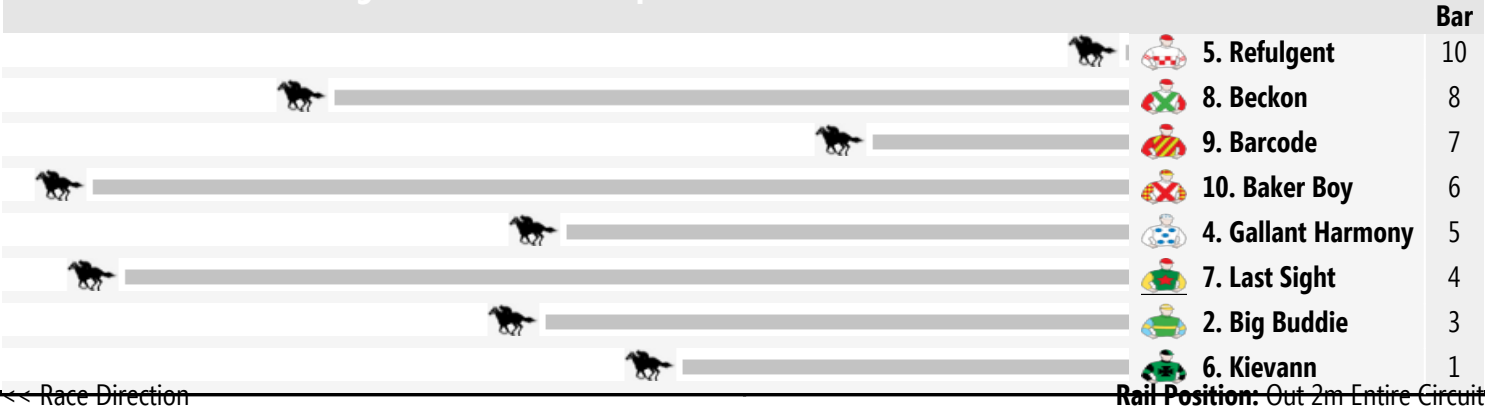 Bar
5. Refulgent 10
8. Beckon 8
9. Barcode 7
10. Baker Boy 6
4. Gallant Harmony 5
7. Last Sight 4
2. Big Buddie 3
6. Kievann 1
<< Race Direction Rail Position: Out 2m Entire Circuit